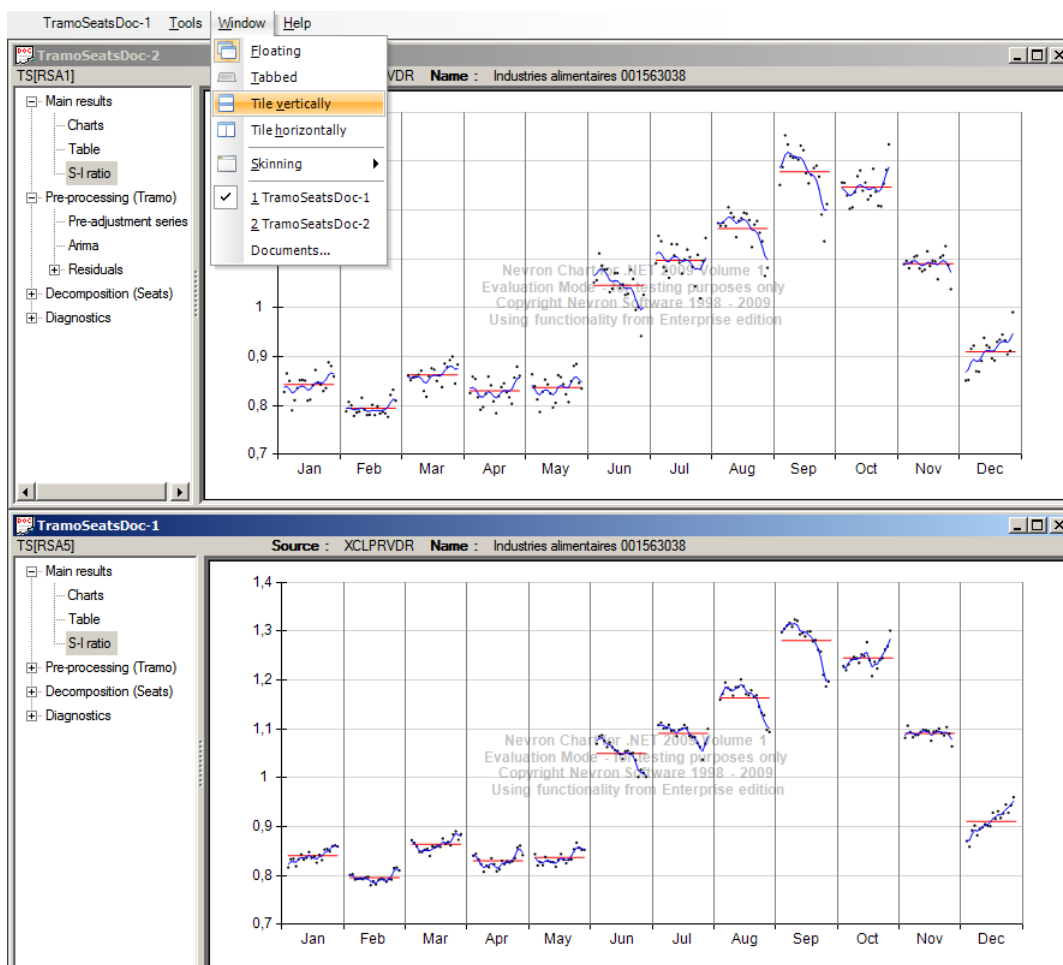 TramoSeatsDoc-1 Tools Window Help
Floating
Tabbed
Tile vertically
Tile horizontally
Skinning
1 TramoSeatsDoc-1
2 TramoSeatsDoc-2
Documents...
TramoSeatsDoc-2
TS[RSA1] VDR Name : Industries alimentaires 001563038
Main results
Charts
Table
S-I ratio
Pre-processing (Tramo)
Pre-adjustment series
Arima
Residuals
Decomposition (Seats)
Diagnostics
Nevron Chart for .NET 2009 Volume 1
Evaluation Mode - for testing purposes only
Copyright Nevron Software 1998 - 2009
Using functionality from Enterprise edition
1
0,9
0,8
0,7
Jan Feb Mar Apr May Jun Jul Aug Sep Oct Nov Dec
TramoSeatsDoc-1
TS[RSA5] Source : XCLPRVDR Name : Industries alimentaires 001563038
Main results
Charts
Table
S-I ratio
Pre-processing (Tramo)
Decomposition (Seats)
Diagnostics
1,4
1,3
1,2
1,1
1
0,9
0,8
0,7
Nevron Chart for .NET 2009 Volume 1
Evaluation Mode - for testing purposes only
Copyright Nevron Software 1998 - 2009
Using functionality from Enterprise edition
Jan Feb Mar Apr May Jun Jul Aug Sep Oct Nov Dec